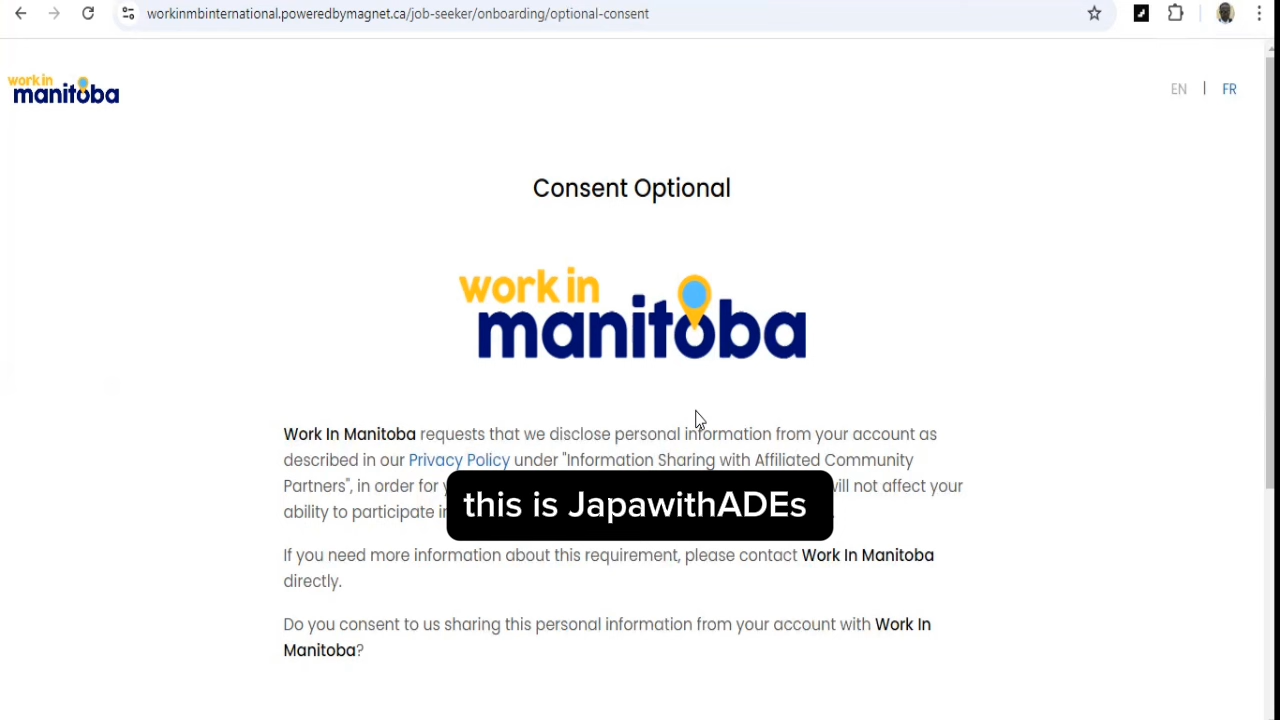 workinmbinternational.poweredbymagnet.ca/job-seeker/onboarding/optional-consent
work in
manitoba
EN | FR
Consent Optional
work in
manitoba
Work In Manitoba requests that we disclose personal information from your account as
described in our Privacy Policy under "Information Sharing with Affiliated Community
Partners", in order for will not affect your
ability to participate
this is JapawithADEs
If you need more information about this requirement, please contact Work In Manitoba
directly.
Do you consent to us sharing this personal information from your account with Work In
Manitoba?